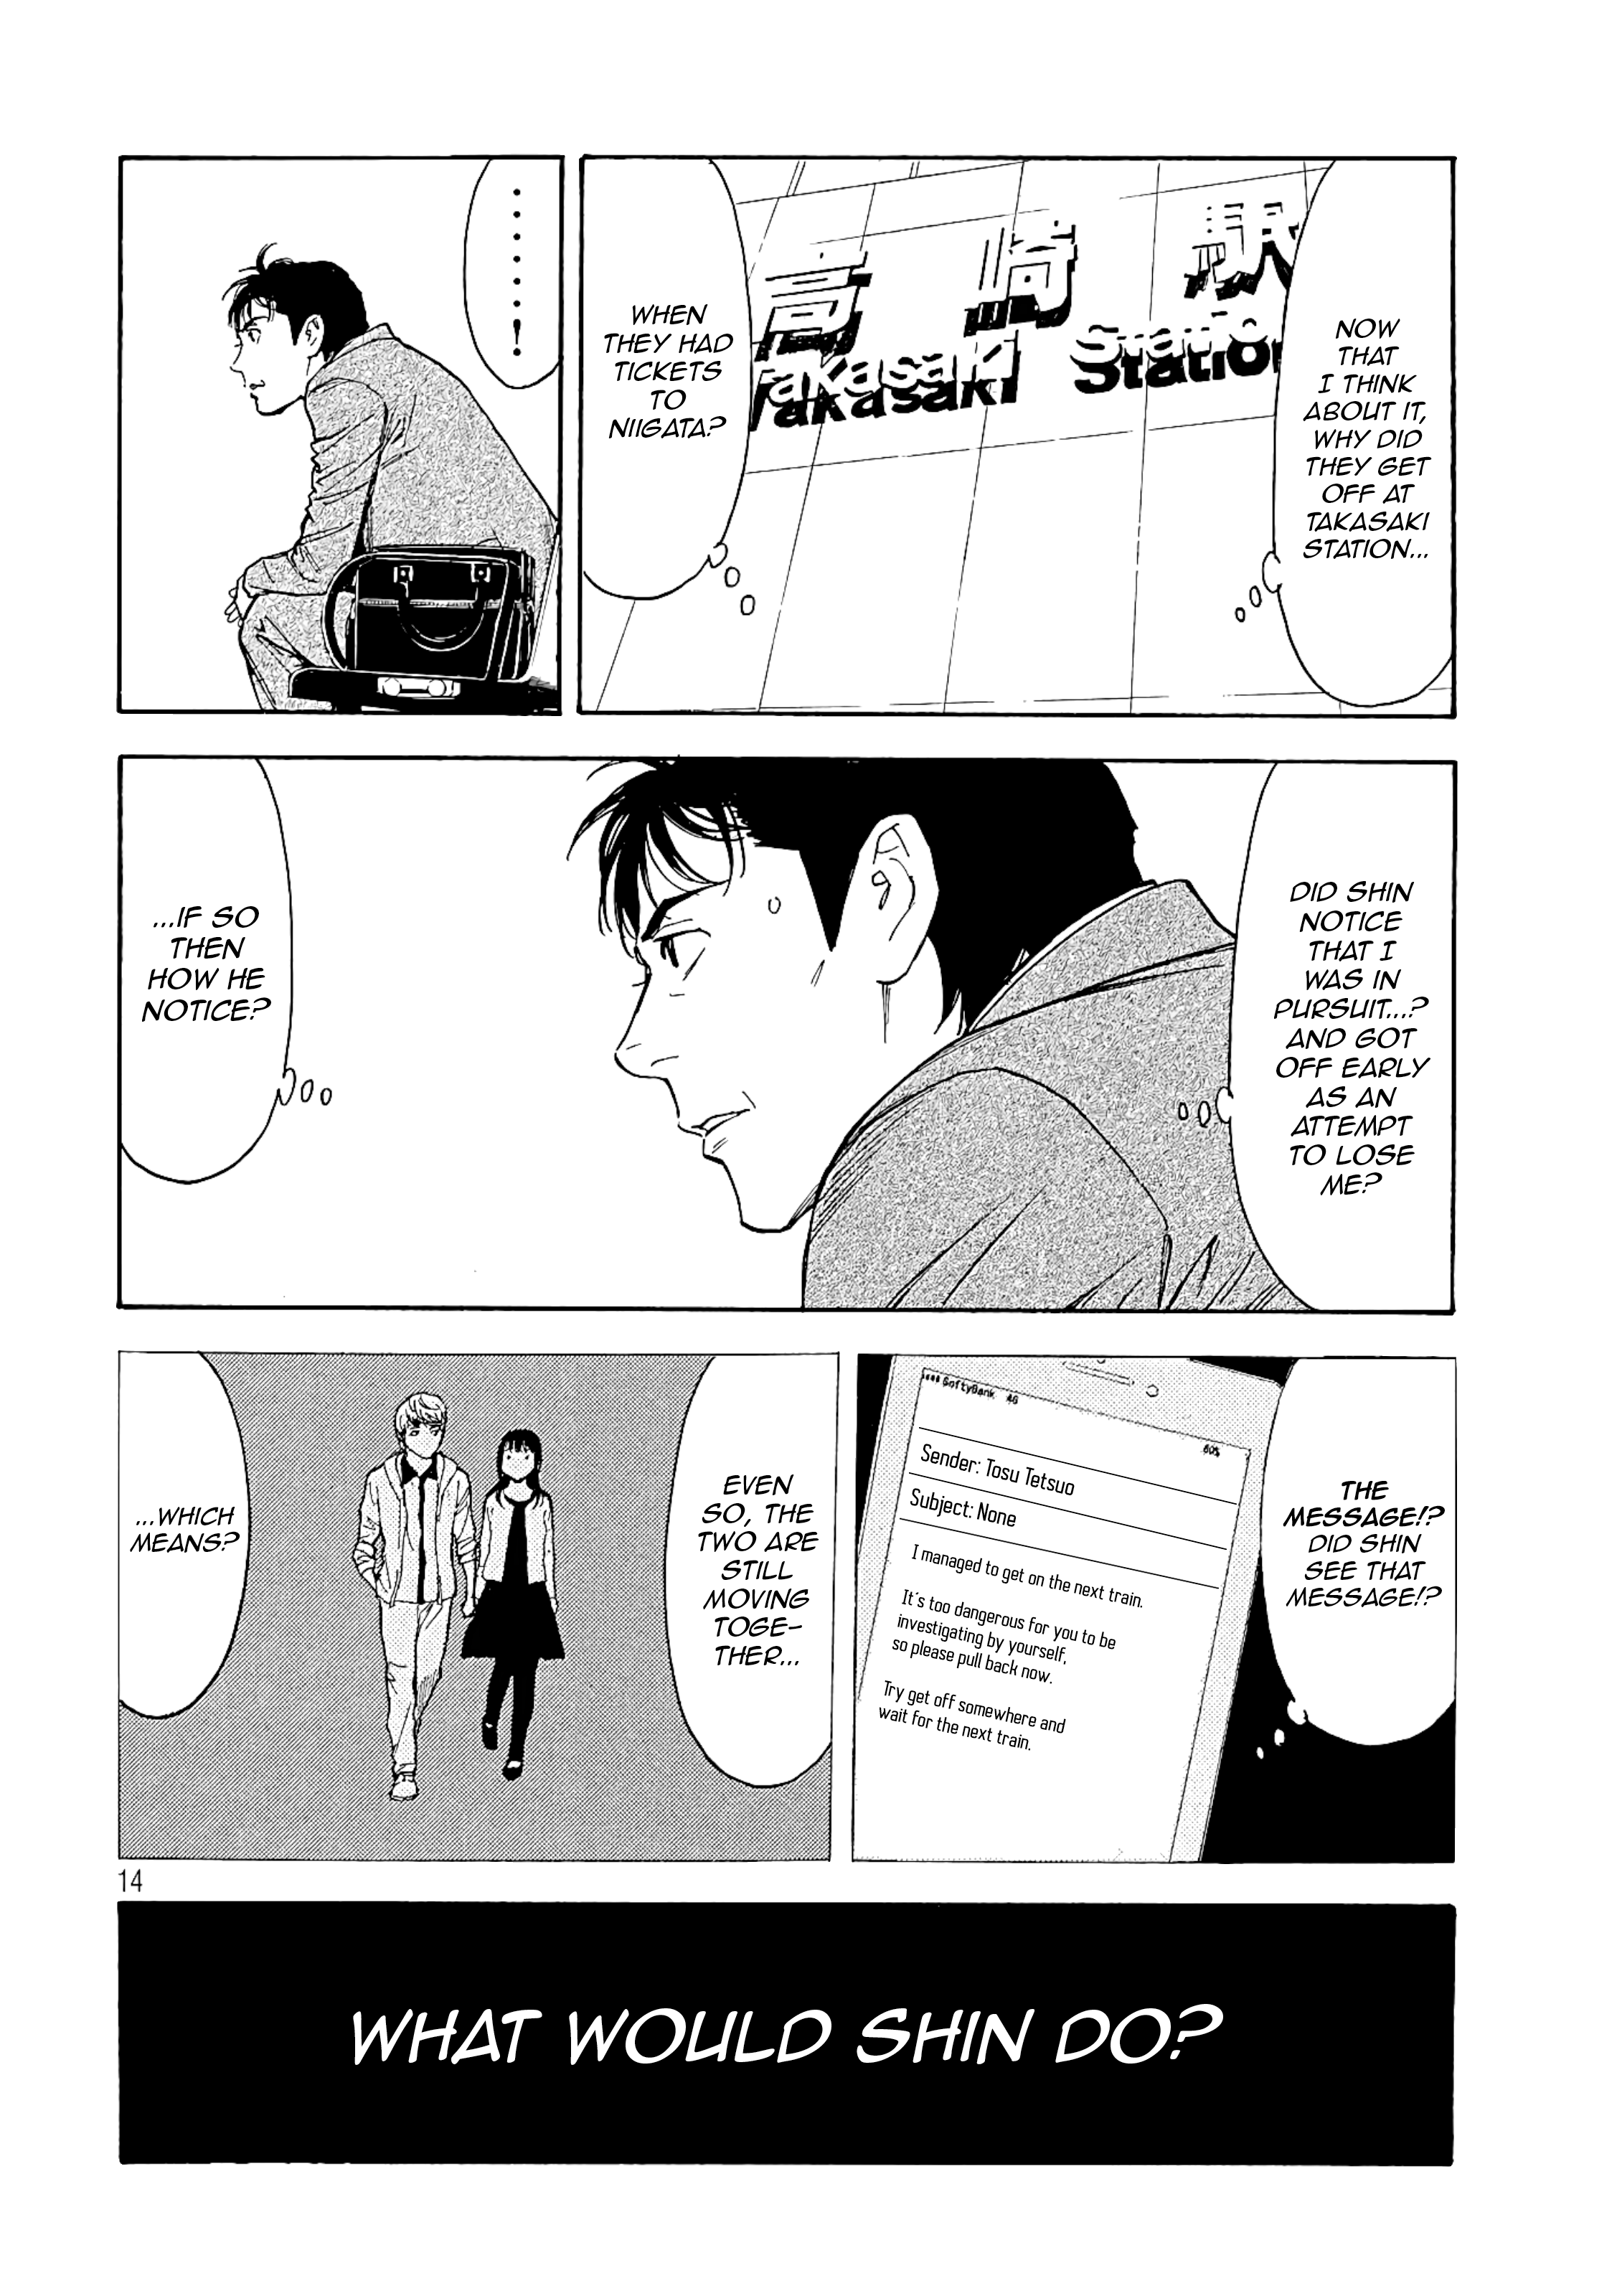 NOW
THAT
I THINK
ABOUT IT,
WHY DID
THEY GET
OFF AT
TAKASAKI
STATION...
高崎駅
Takasaki Station
WHEN
THEY HAD
TICKETS
TO
NIIGATA?
.......!
DID SHIN
NOTICE
THAT I
WAS IN
PURSUIT...?
AND GOT
OFF EARLY
AS AN
ATTEMPT
TO LOSE
ME?
...IF SO
THEN
HOW HE
NOTICE?
THE
MESSAGE!?
DID SHIN
SEE THAT
MESSAGE!?
SoftyBank 4G
60%
Sender: Tosu Tetsuo
Subject: None
I managed to get on the next train.
It's too dangerous for you to be
investigating by yourself,
so please pull back now.
Try get off somewhere and
wait for the next train.
EVEN
SO, THE
TWO ARE
STILL
MOVING
TOGE-
THER...
...WHICH
MEANS?
14
WHAT WOULD SHIN DO?